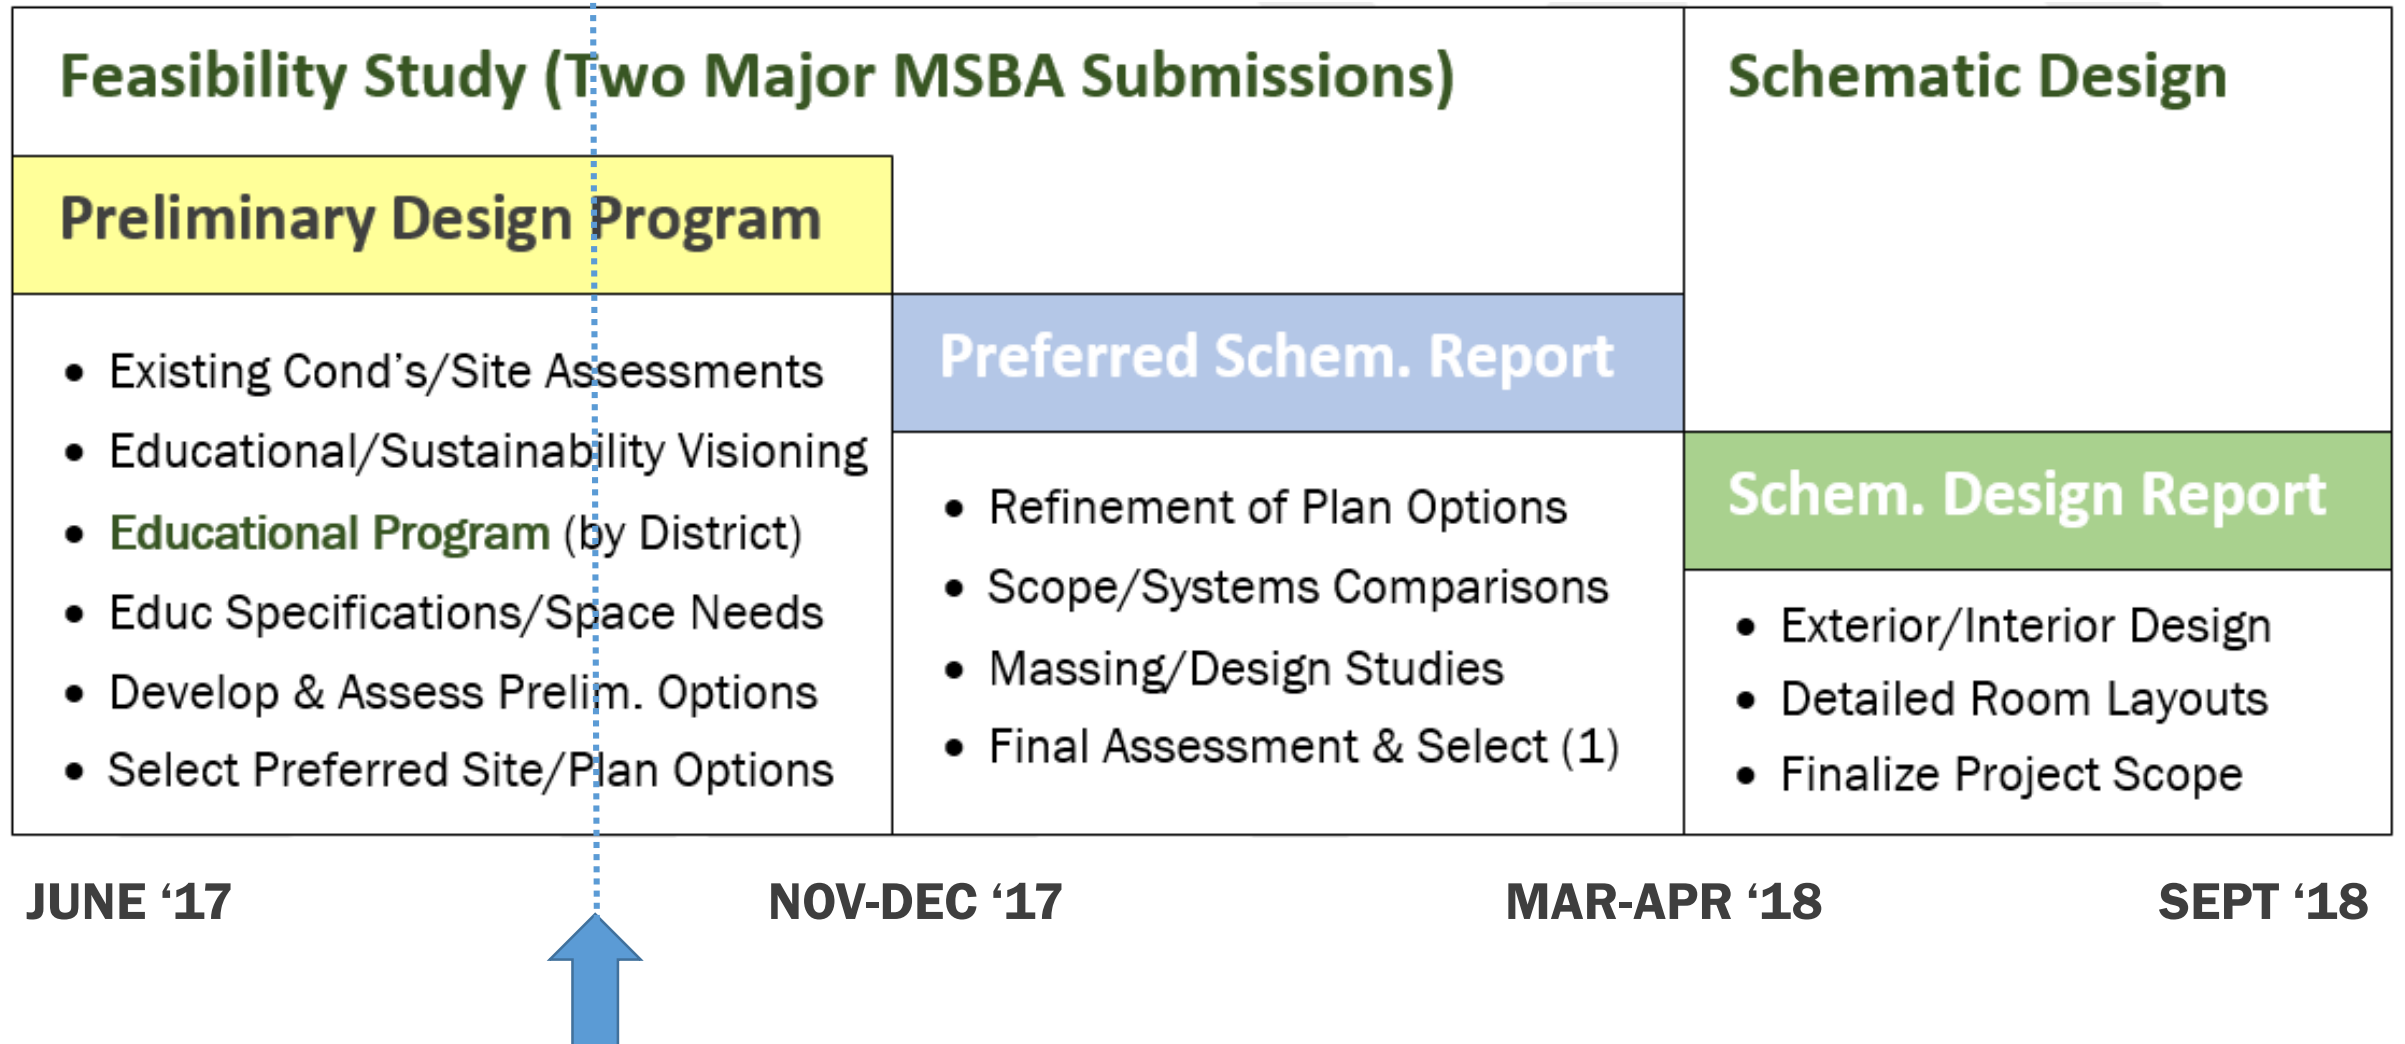 Feasibility Study (Two Major MSBA Submissions)
Schematic Design
Preliminary Design Program
• Existing Cond’s/Site Assessments
• Educational/Sustainability Visioning
• Educational Program (by District)
• Educ Specifications/Space Needs
• Develop & Assess Prelim. Options
• Select Preferred Site/Plan Options
Preferred Schem. Report
• Refinement of Plan Options
• Scope/Systems Comparisons
• Massing/Design Studies
• Final Assessment & Select (1)
Schem. Design Report
• Exterior/Interior Design
• Detailed Room Layouts
• Finalize Project Scope
JUNE ‘17
NOV-DEC ‘17
MAR-APR ‘18
SEPT ‘18